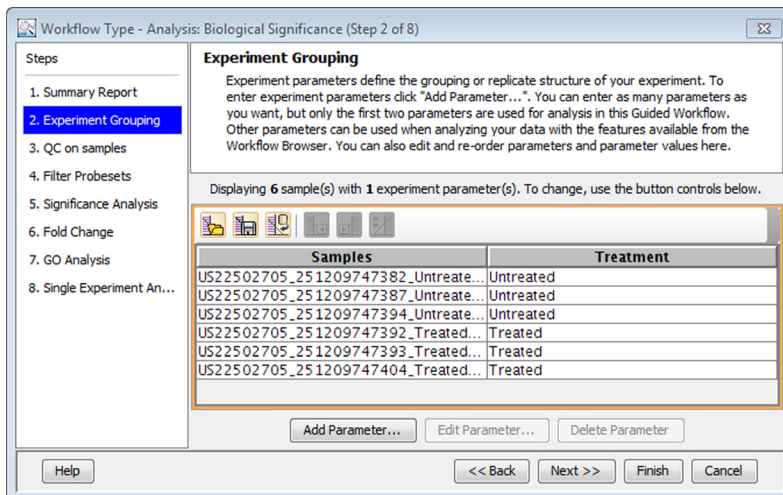 Workflow Type - Analysis: Biological Significance (Step 2 of 8)
Steps
1. Summary Report
2. Experiment Grouping
3. QC on samples
4. Filter Probesets
5. Significance Analysis
6. Fold Change
7. GO Analysis
8. Single Experiment An...
Experiment Grouping
Experiment parameters define the grouping or replicate structure of your experiment. To
enter experiment parameters click "Add Parameter...". You can enter as many parameters as
you want, but only the first two parameters are used for analysis in this Guided Workflow.
Other parameters can be used when analyzing your data with the features available from the
Workflow Browser. You can also edit and re-order parameters and parameter values here.
Displaying 6 sample(s) with 1 experiment parameter(s). To change, use the button controls below.
Samples Treatment
US22502705_251209747382_Untreate... Untreated
US22502705_251209747387_Untreate... Untreated
US22502705_251209747394_Untreate... Untreated
US22502705_251209747392_Treated... Treated
US22502705_251209747393_Treated... Treated
US22502705_251209747404_Treated... Treated
Add Parameter... Edit Parameter... Delete Parameter
Help << Back Next >> Finish Cancel